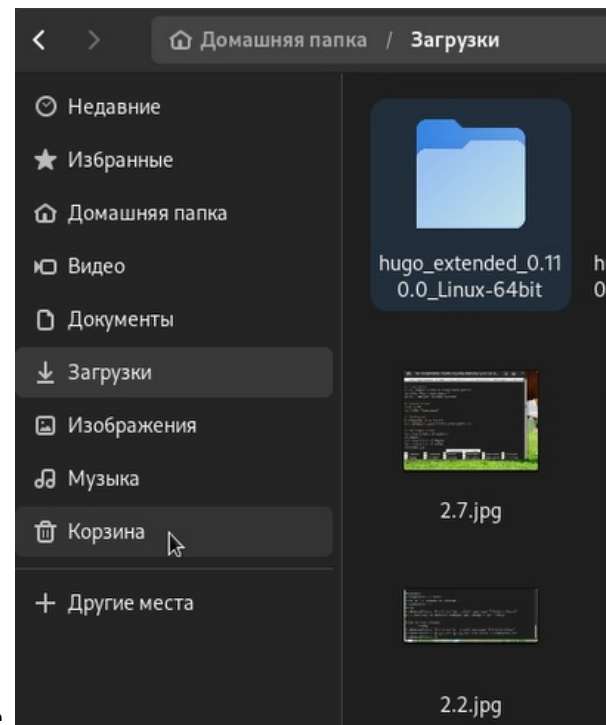 Домашняя папка / Загрузки
Недавние
Избранные
Домашняя папка
Видео
Документы
Загрузки
Изображения
Музыка
Корзина
Другие места
hugo_extended_0.11
0.0_Linux-64bit
2.7.jpg
2.2.jpg